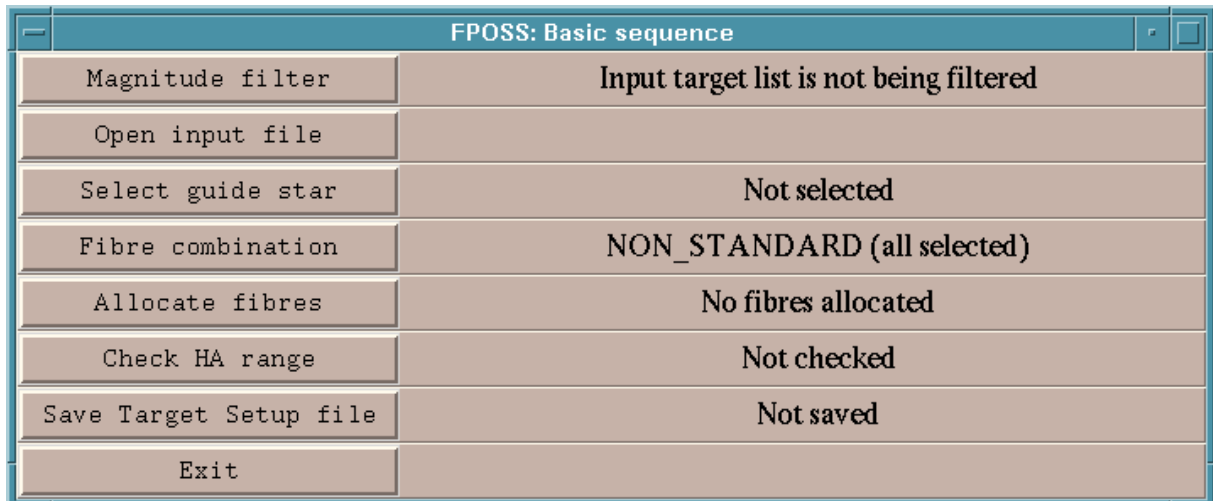 FPOSS: Basic sequence
Magnitude filter Input target list is not being filtered
Open input file
Select guide star Not selected
Fibre combination NON_STANDARD (all selected)
Allocate fibres No fibres allocated
Check HA range Not checked
Save Target Setup file Not saved
Exit